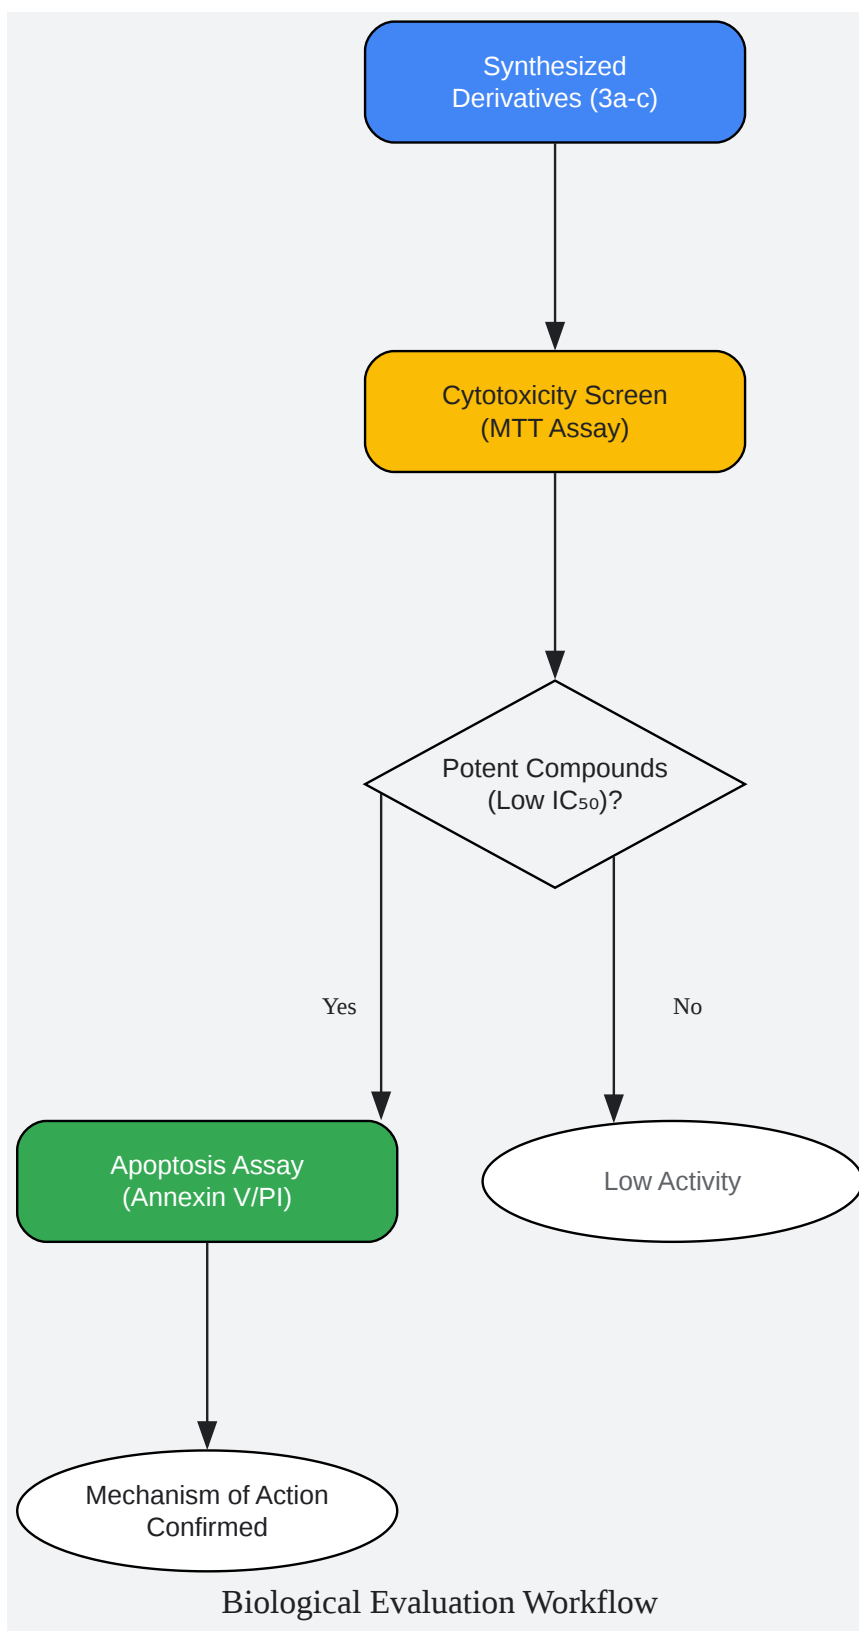 Synthesized
Derivatives (3a-c)
Cytotoxicity Screen
(MTT Assay)
Potent Compounds
(Low IC₅₀)?
Yes
No
Apoptosis Assay
(Annexin V/PI)
Low Activity
Mechanism of Action
Confirmed
Biological Evaluation Workflow